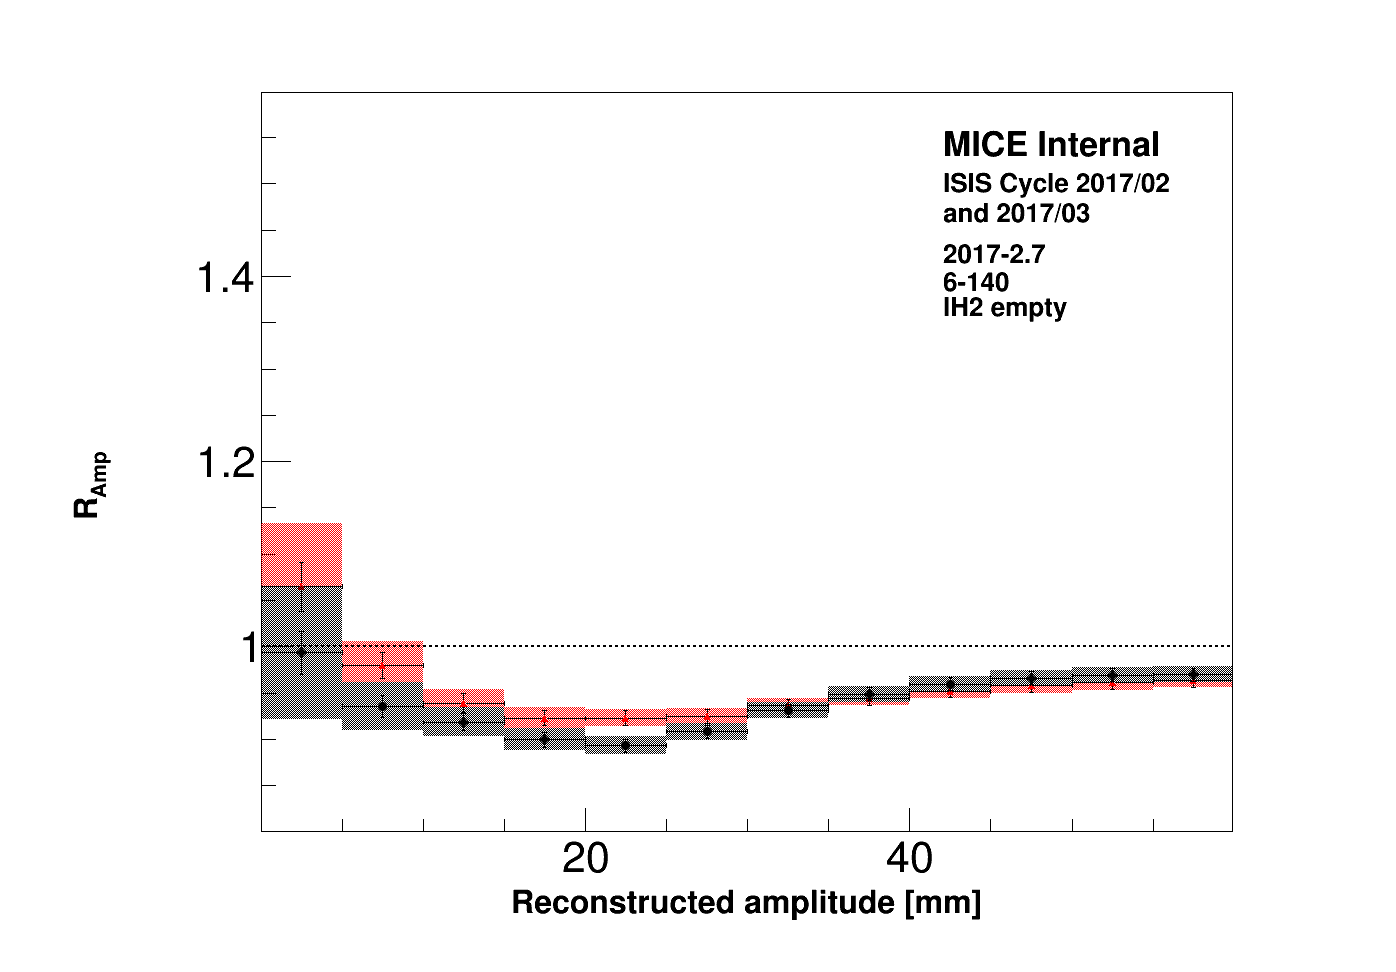 MICE Internal
ISIS Cycle 2017/02
and 2017/03
2017-2.7
6-140
lH2 empty
1.4
1.2
1
R_Amp
20
40
Reconstructed amplitude [mm]